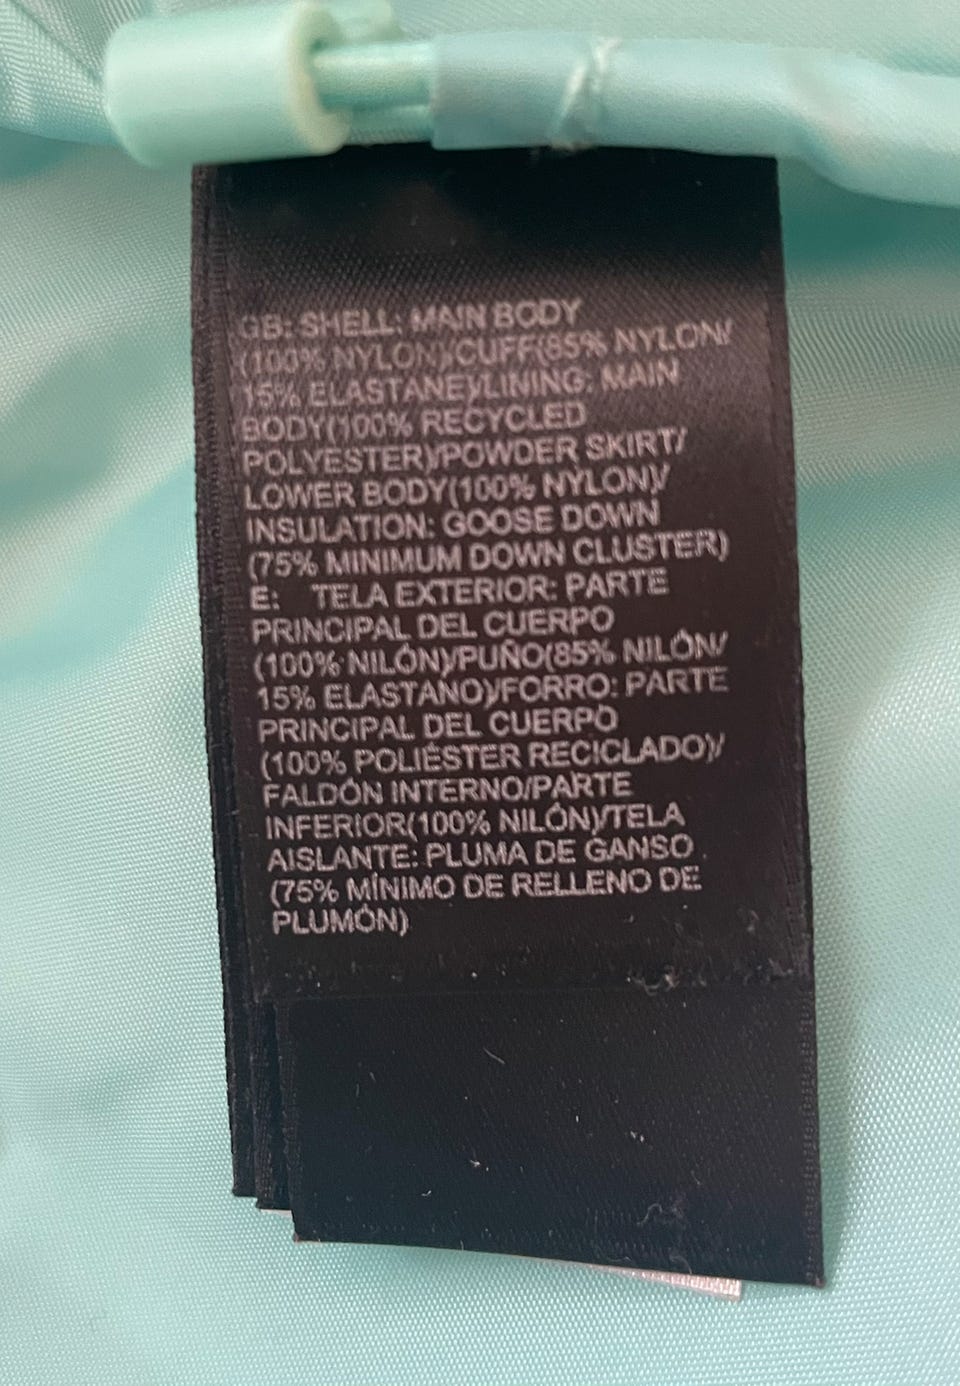 GB: SHELL: MAIN BODY
(100% NYLON)/CUFF(85% NYLON/
15% ELASTANE)/LINING: MAIN
BODY(100% RECYCLED
POLYESTER)/POWDER SKIRT/
LOWER BODY(100% NYLON)/
INSULATION: GOOSE DOWN
(75% MINIMUM DOWN CLUSTER)
E: TELA EXTERIOR: PARTE
PRINCIPAL DEL CUERPO
(100% NILÓN)/PUÑO(85% NILÓN/
15% ELASTANO)/FORRO: PARTE
PRINCIPAL DEL CUERPO
(100% POLIÉSTER RECICLADO)/
FALDÓN INTERNO/PARTE
INFERIOR(100% NILÓN)/TELA
AISLANTE: PLUMA DE GANSO
(75% MÍNIMO DE RELLENO DE
PLUMÓN)